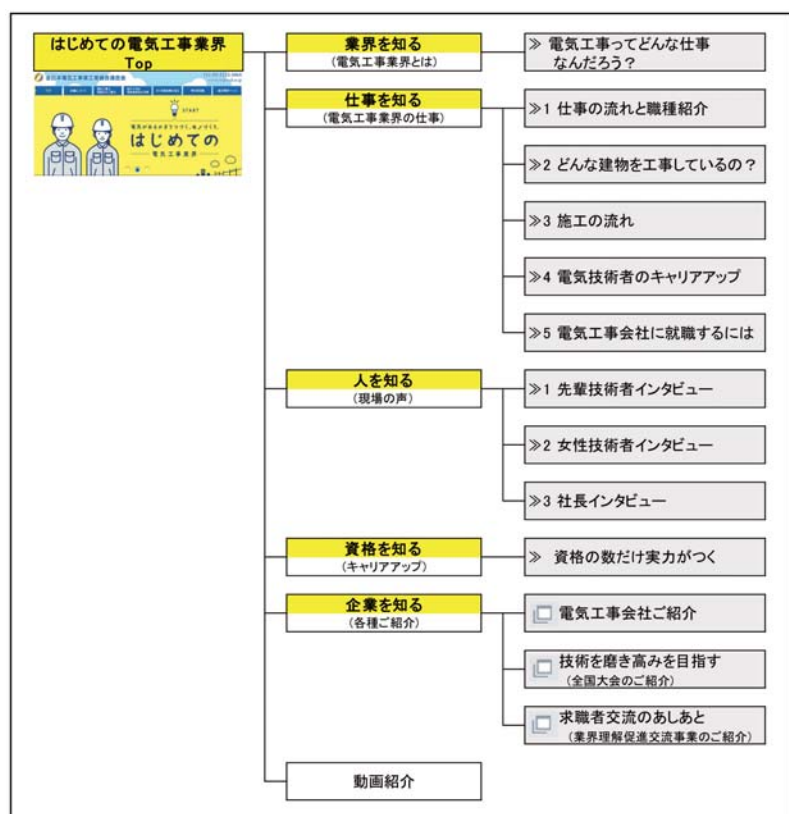 はじめての電気工事業界
Top
START
はじめての
電気工事業界
業界を知る
(電気工事業界とは)
≫ 電気工事ってどんな仕事
なんだろう？
仕事を知る
(電気工事業界の仕事)
≫1 仕事の流れと職種紹介
≫2 どんな建物を工事しているの？
≫3 施工の流れ
≫4 電気技術者のキャリアアップ
≫5 電気工事会社に就職するには
人を知る
(現場の声)
≫1 先輩技術者インタビュー
≫2 女性技術者インタビュー
≫3 社長インタビュー
資格を知る
(キャリアアップ)
≫ 資格の数だけ実力がつく
企業を知る
(各種ご紹介)
電気工事会社ご紹介
技術を磨き高みを目指す
(全国大会のご紹介)
求職者交流のあしあと
(業界理解促進交流事業のご紹介)
動画紹介